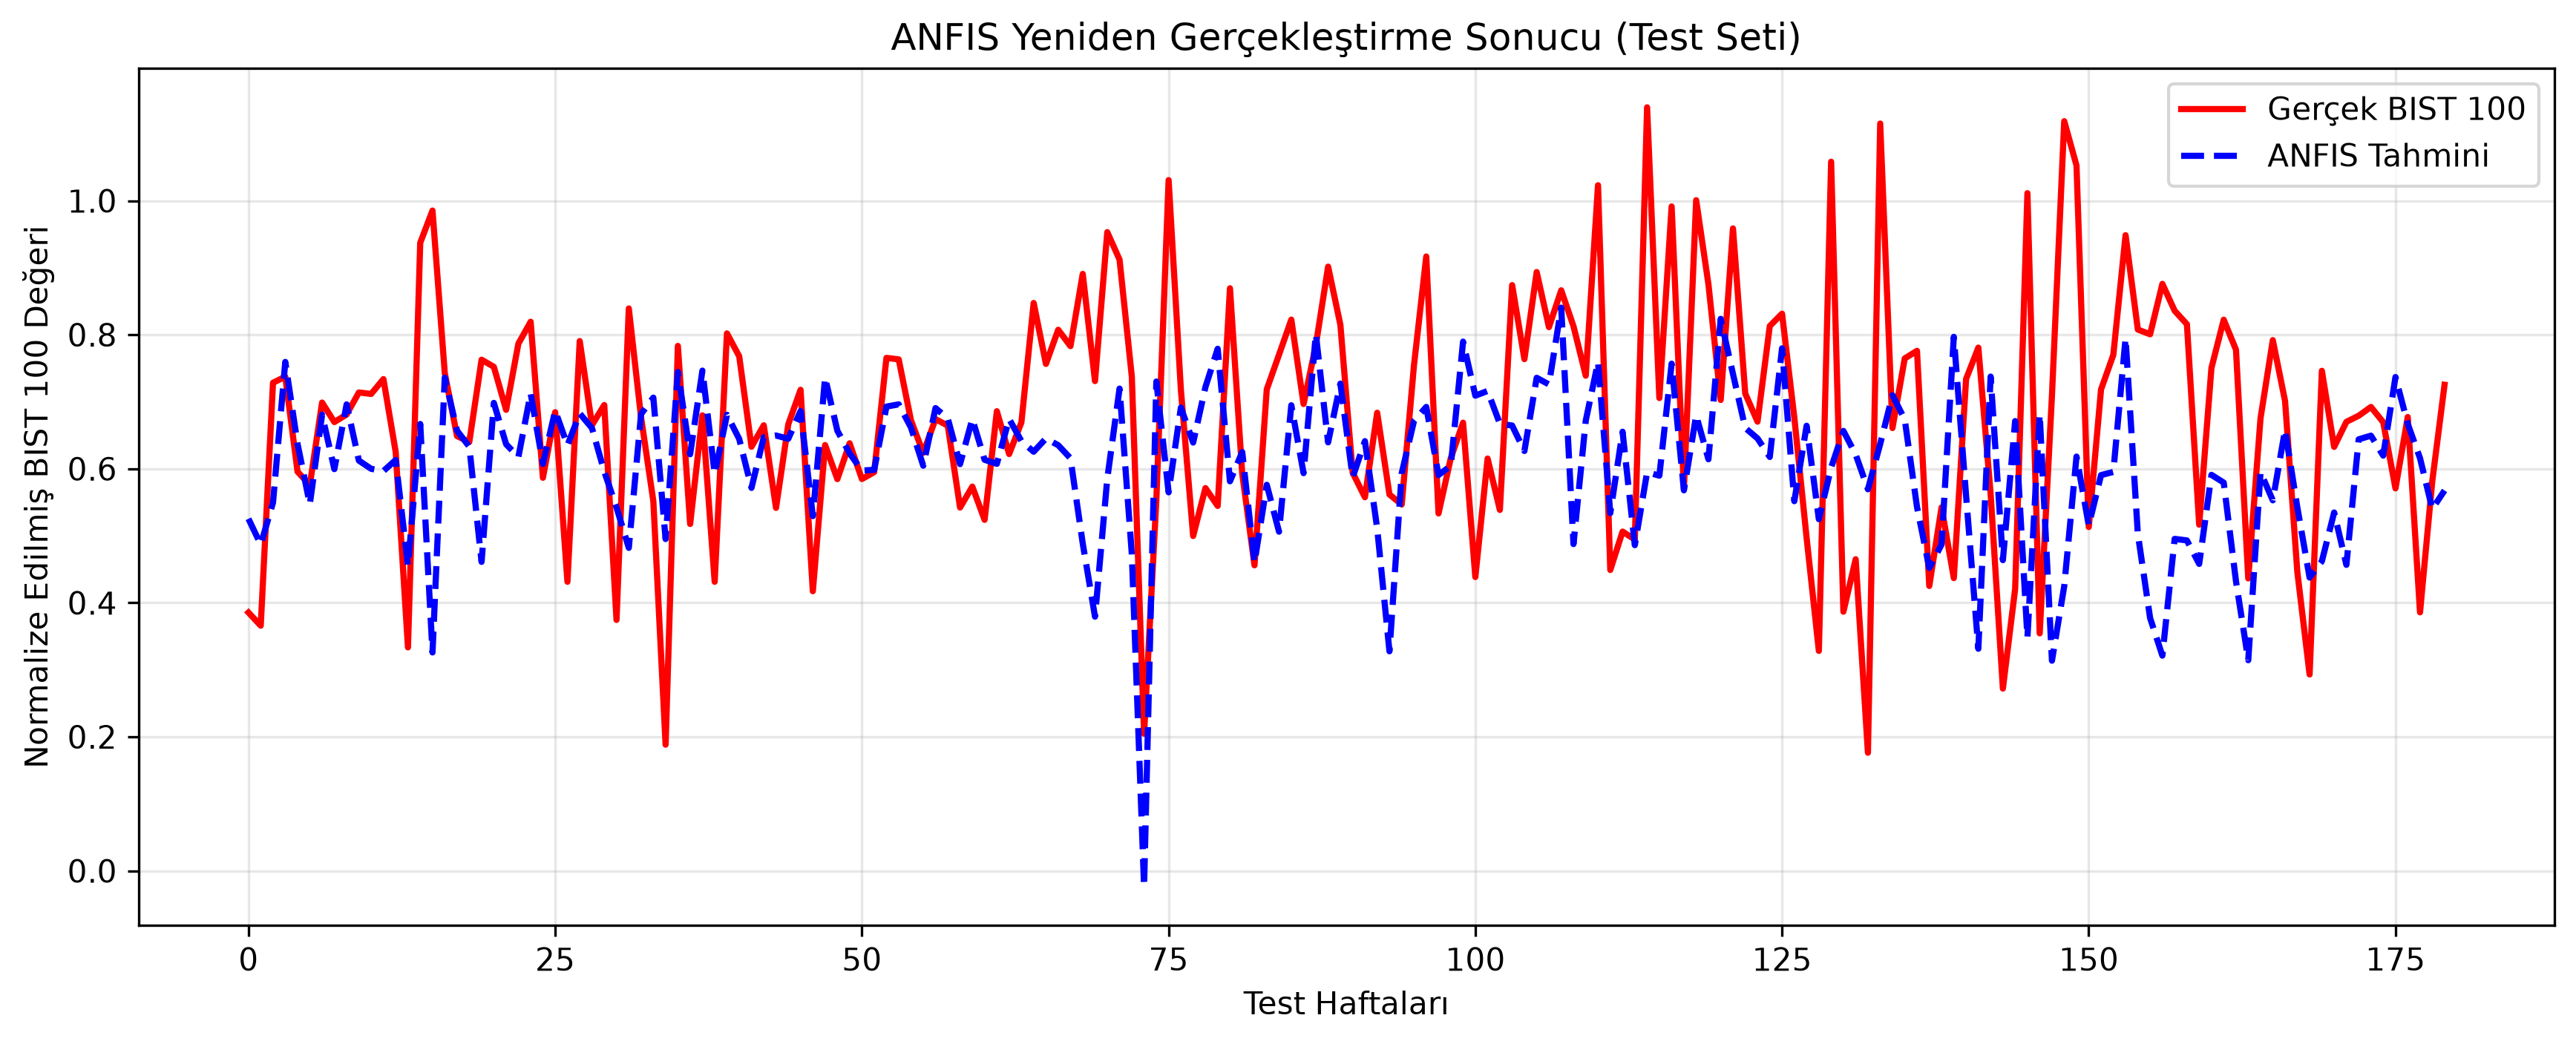 ANFIS Yeniden Gerçekleştirme Sonucu (Test Seti)
Gerçek BIST 100
ANFIS Tahmini
Normalize Edilmiş BIST 100 Değeri
1.0
0.8
0.6
0.4
0.2
0.0
0 25 50 75 100 125 150 175
Test Haftaları